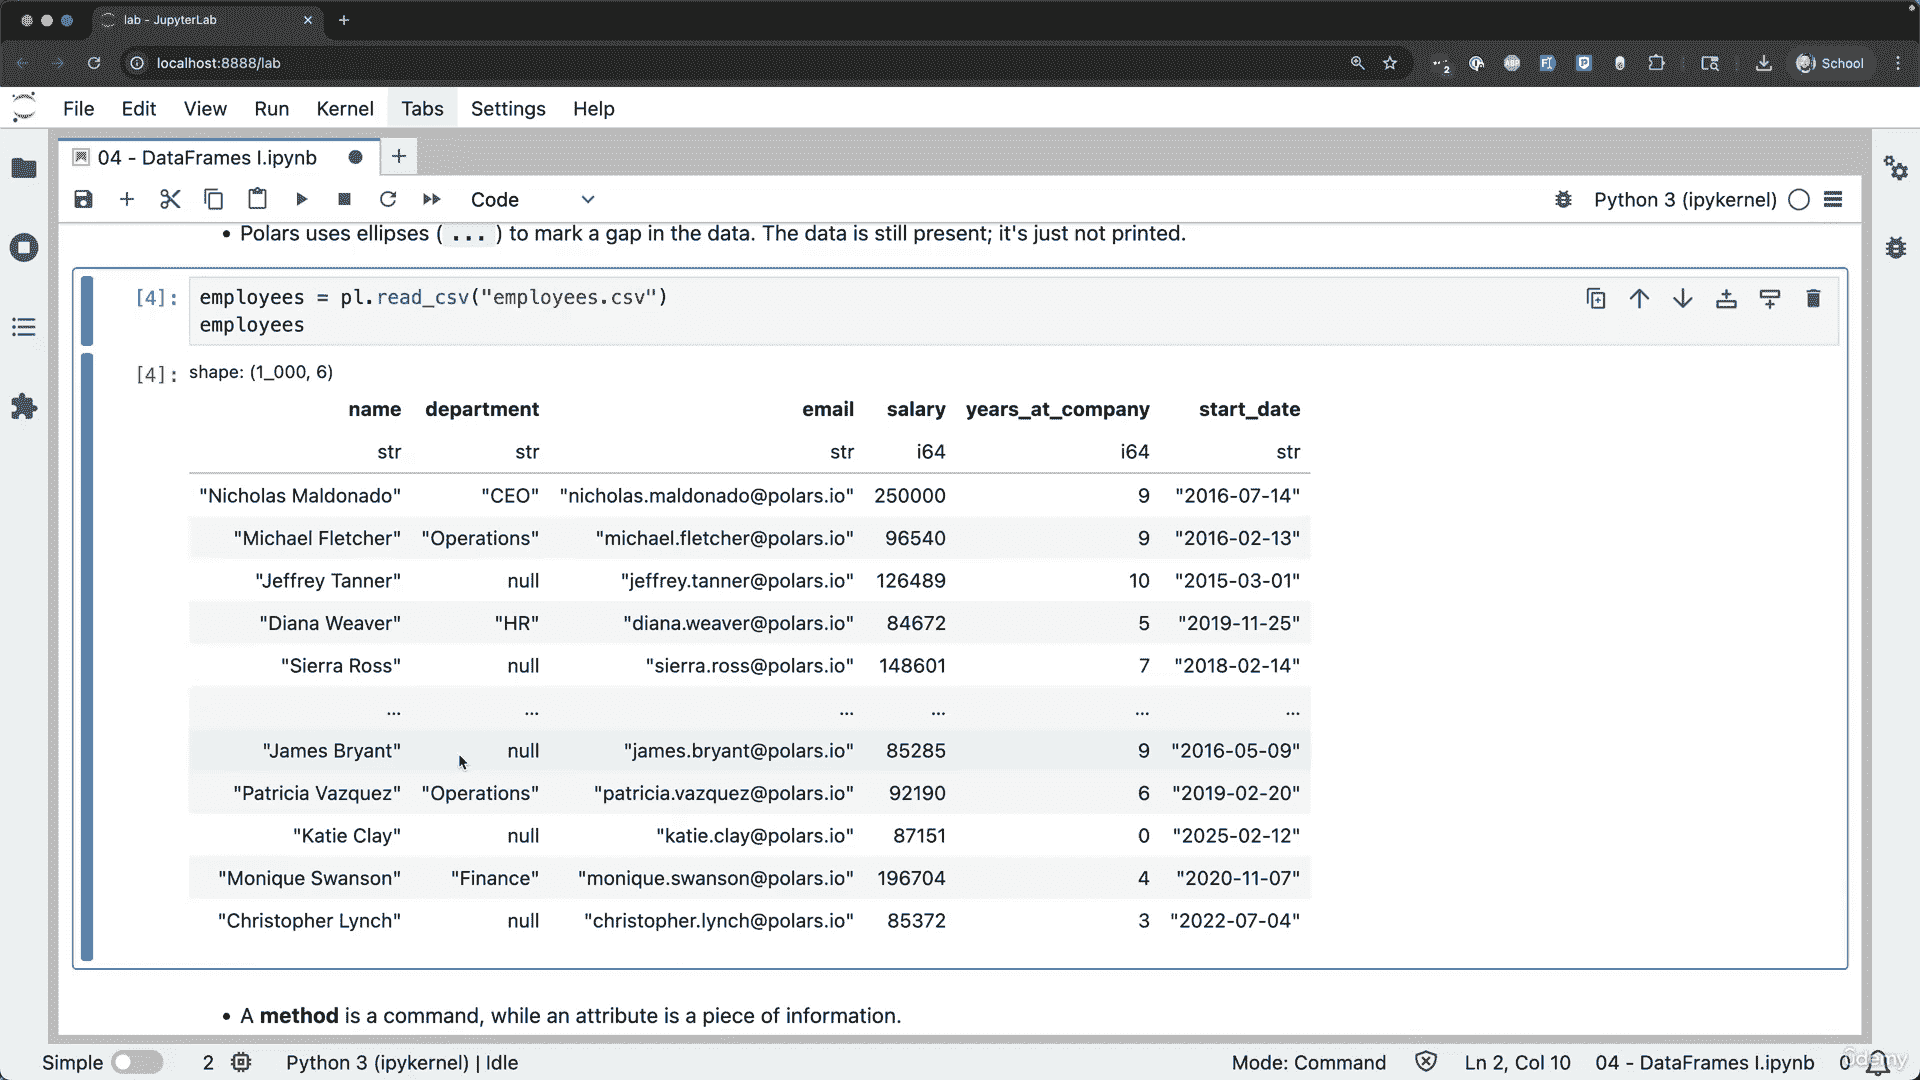 lab - JupyterLab
localhost:8888/lab
2
ABP
School
File Edit View Run Kernel Tabs Settings Help
04 - DataFrames I.ipynb
Code
Python 3 (ipykernel)
• Polars uses ellipses ( ... ) to mark a gap in the data. The data is still present; it's just not printed.
[4]: employees = pl.read_csv("employees.csv")
employees
[4]: shape: (1_000, 6)
name department email salary years_at_company start_date
str str str i64 i64 str
"Nicholas Maldonado" "CEO" "nicholas.maldonado@polars.io" 250000 9 "2016-07-14"
"Michael Fletcher" "Operations" "michael.fletcher@polars.io" 96540 9 "2016-02-13"
"Jeffrey Tanner" null "jeffrey.tanner@polars.io" 126489 10 "2015-03-01"
"Diana Weaver" "HR" "diana.weaver@polars.io" 84672 5 "2019-11-25"
"Sierra Ross" null "sierra.ross@polars.io" 148601 7 "2018-02-14"
… … … … … …
"James Bryant" null "james.bryant@polars.io" 85285 9 "2016-05-09"
"Patricia Vazquez" "Operations" "patricia.vazquez@polars.io" 92190 6 "2019-02-20"
"Katie Clay" null "katie.clay@polars.io" 87151 0 "2025-02-12"
"Monique Swanson" "Finance" "monique.swanson@polars.io" 196704 4 "2020-11-07"
"Christopher Lynch" null "christopher.lynch@polars.io" 85372 3 "2022-07-04"
• A method is a command, while an attribute is a piece of information.
Simple 2 Python 3 (ipykernel) | Idle Mode: Command Ln 2, Col 10 04 - DataFrames I.ipynb 0
udemy